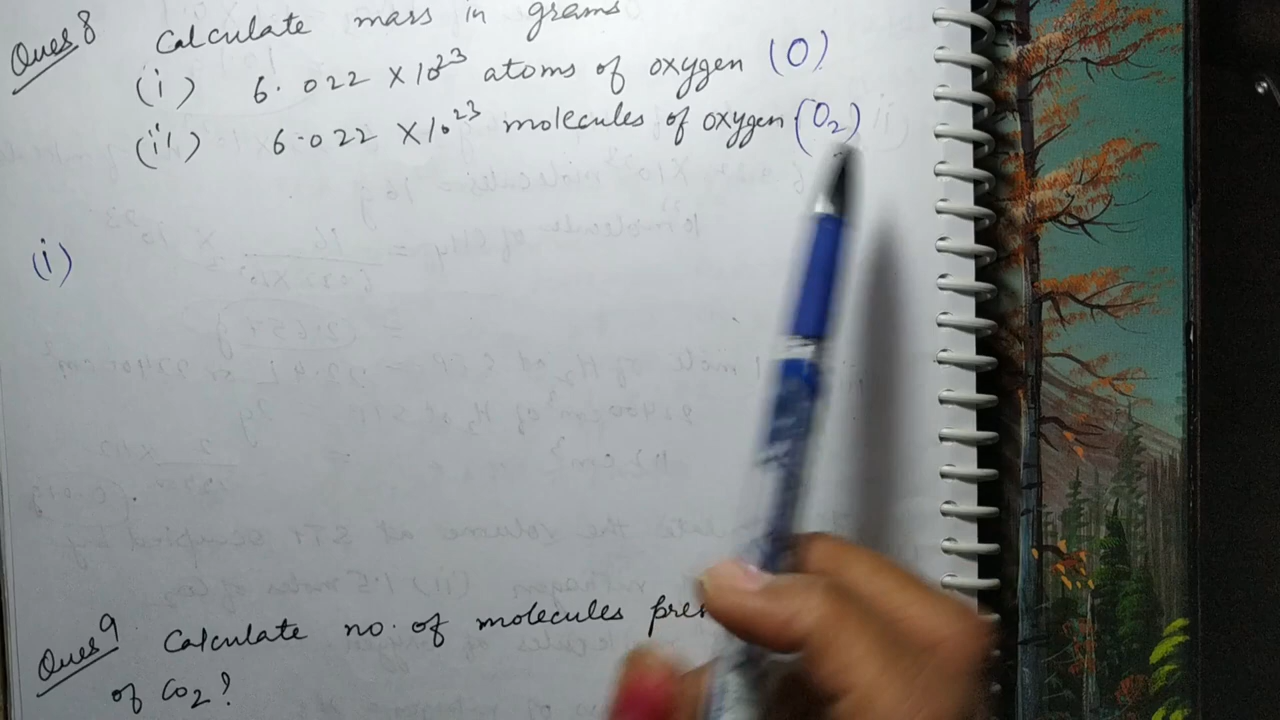 Ques 8 Calculate mass in grams
(i) 6.022 × 10²³ atoms of oxygen (O)
(ii) 6.022 × 10²³ molecules of oxygen (O₂)
(i)
Ques 9 Calculate no. of molecules
of CO₂?